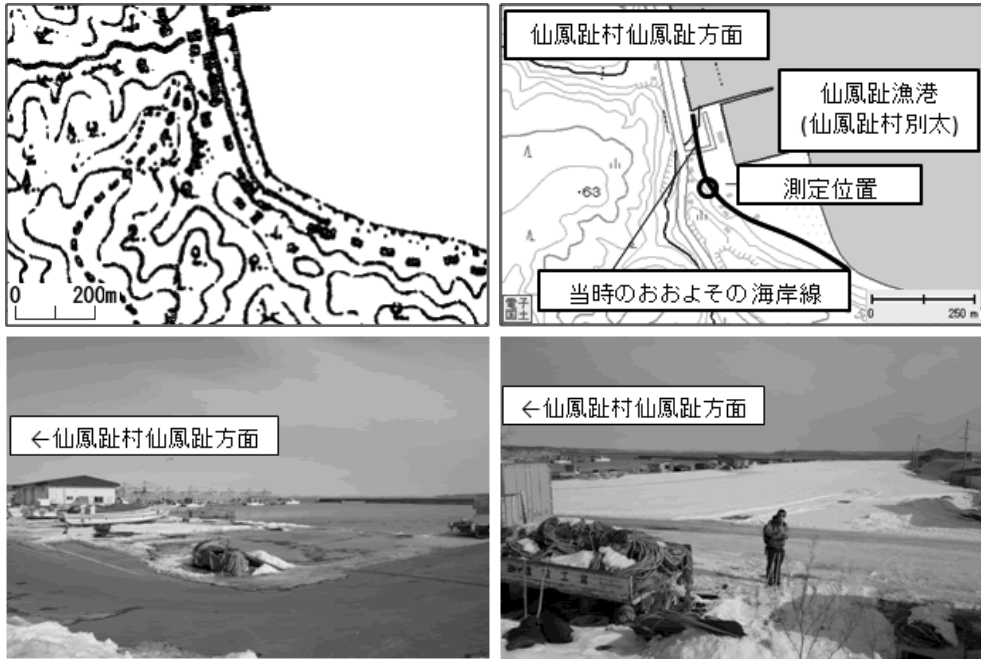 0 200m
仙鳳趾村仙鳳趾方面
仙鳳趾漁港
(仙鳳趾村別太)
測定位置
・63
当時のおおよその海岸線
電子
国土
0 250 m
←仙鳳趾村仙鳳趾方面
←仙鳳趾村仙鳳趾方面